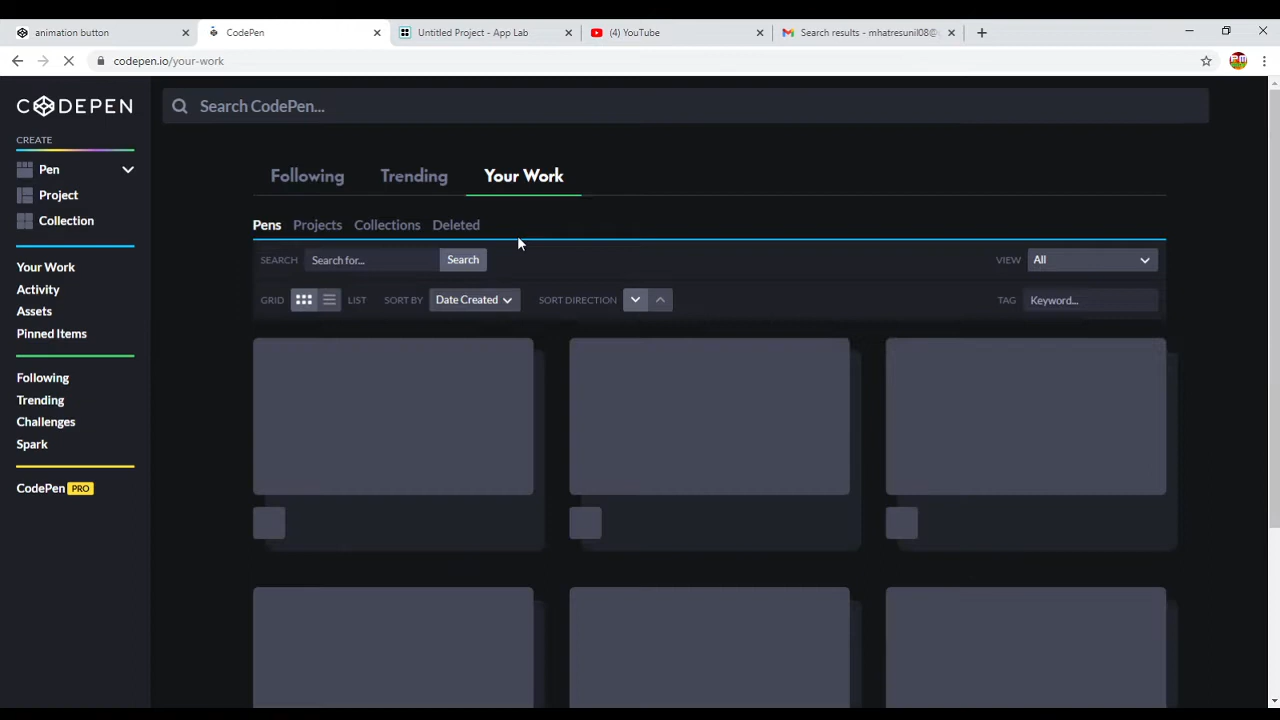 animation button
CodePen
Untitled Project - App Lab
(4) YouTube
Search results - mhatresunil08@
codepen.io/your-work
CODEPEN
Search CodePen...
CREATE
Pen
Project
Collection
Your Work
Activity
Assets
Pinned Items
Following
Trending
Challenges
Spark
CodePen PRO
Following Trending Your Work
Pens Projects Collections Deleted
SEARCH Search for... Search VIEW All
GRID LIST SORT BY Date Created SORT DIRECTION TAG Keyword...